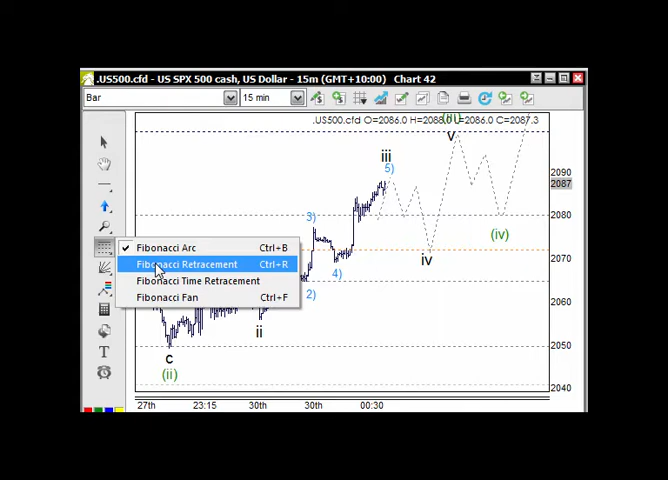 .US500.cfd - US SPX 500 cash, US Dollar - 15m (GMT+10:00) Chart 42
Bar 15 min
.US500.cfd O=2086.0 H=2088.0 L=2086.0 C=2087.3
(iii)
v
iii
5)
2090
2087
3)
2080
(iv)
Fibonacci Arc Ctrl+B
4)
iv
2070
Fibonacci Retracement Ctrl+R
Fibonacci Time Retracement
2)
2060
Fibonacci Fan Ctrl+F
ii
2050
c
(ii)
T
2040
27th 23:15 30th 30th 00:30